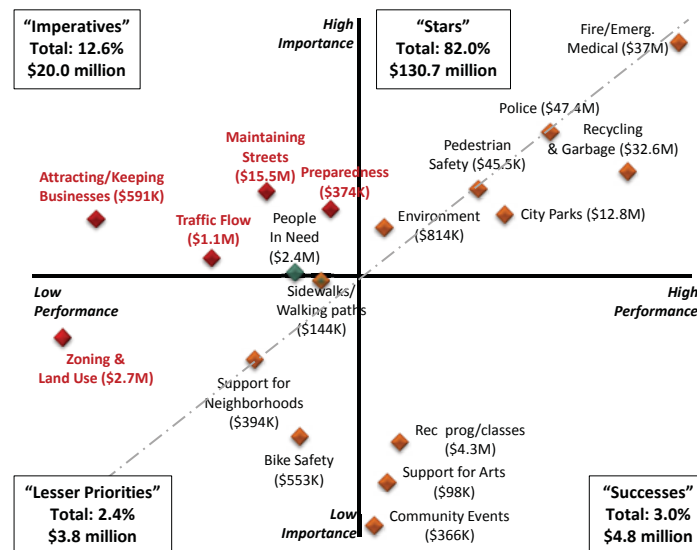 “Imperatives”
Total: 12.6%
$20.0 million
High
Importance
“Stars”
Total: 82.0%
$130.7 million
Fire/Emerg.
Medical ($37M)
Police ($47.4M)
Recycling
& Garbage ($32.6M)
Pedestrian
Safety ($45.5K)
Maintaining
Streets
($15.5M)
Preparedness
($374K)
Attracting/Keeping
Businesses ($591K)
Traffic Flow
($1.1M)
People
In Need
($2.4M)
Environment
($814K)
City Parks ($12.8M)
Low
Performance
Sidewalks/
Walking paths
($144K)
High
Performance
Zoning &
Land Use ($2.7M)
Support for
Neighborhoods
($394K)
Bike Safety
($553K)
Rec prog/classes
($4.3M)
Support for Arts
($98K)
Community Events
($366K)
“Lesser Priorities”
Total: 2.4%
$3.8 million
Low
Importance
“Successes”
Total: 3.0%
$4.8 million